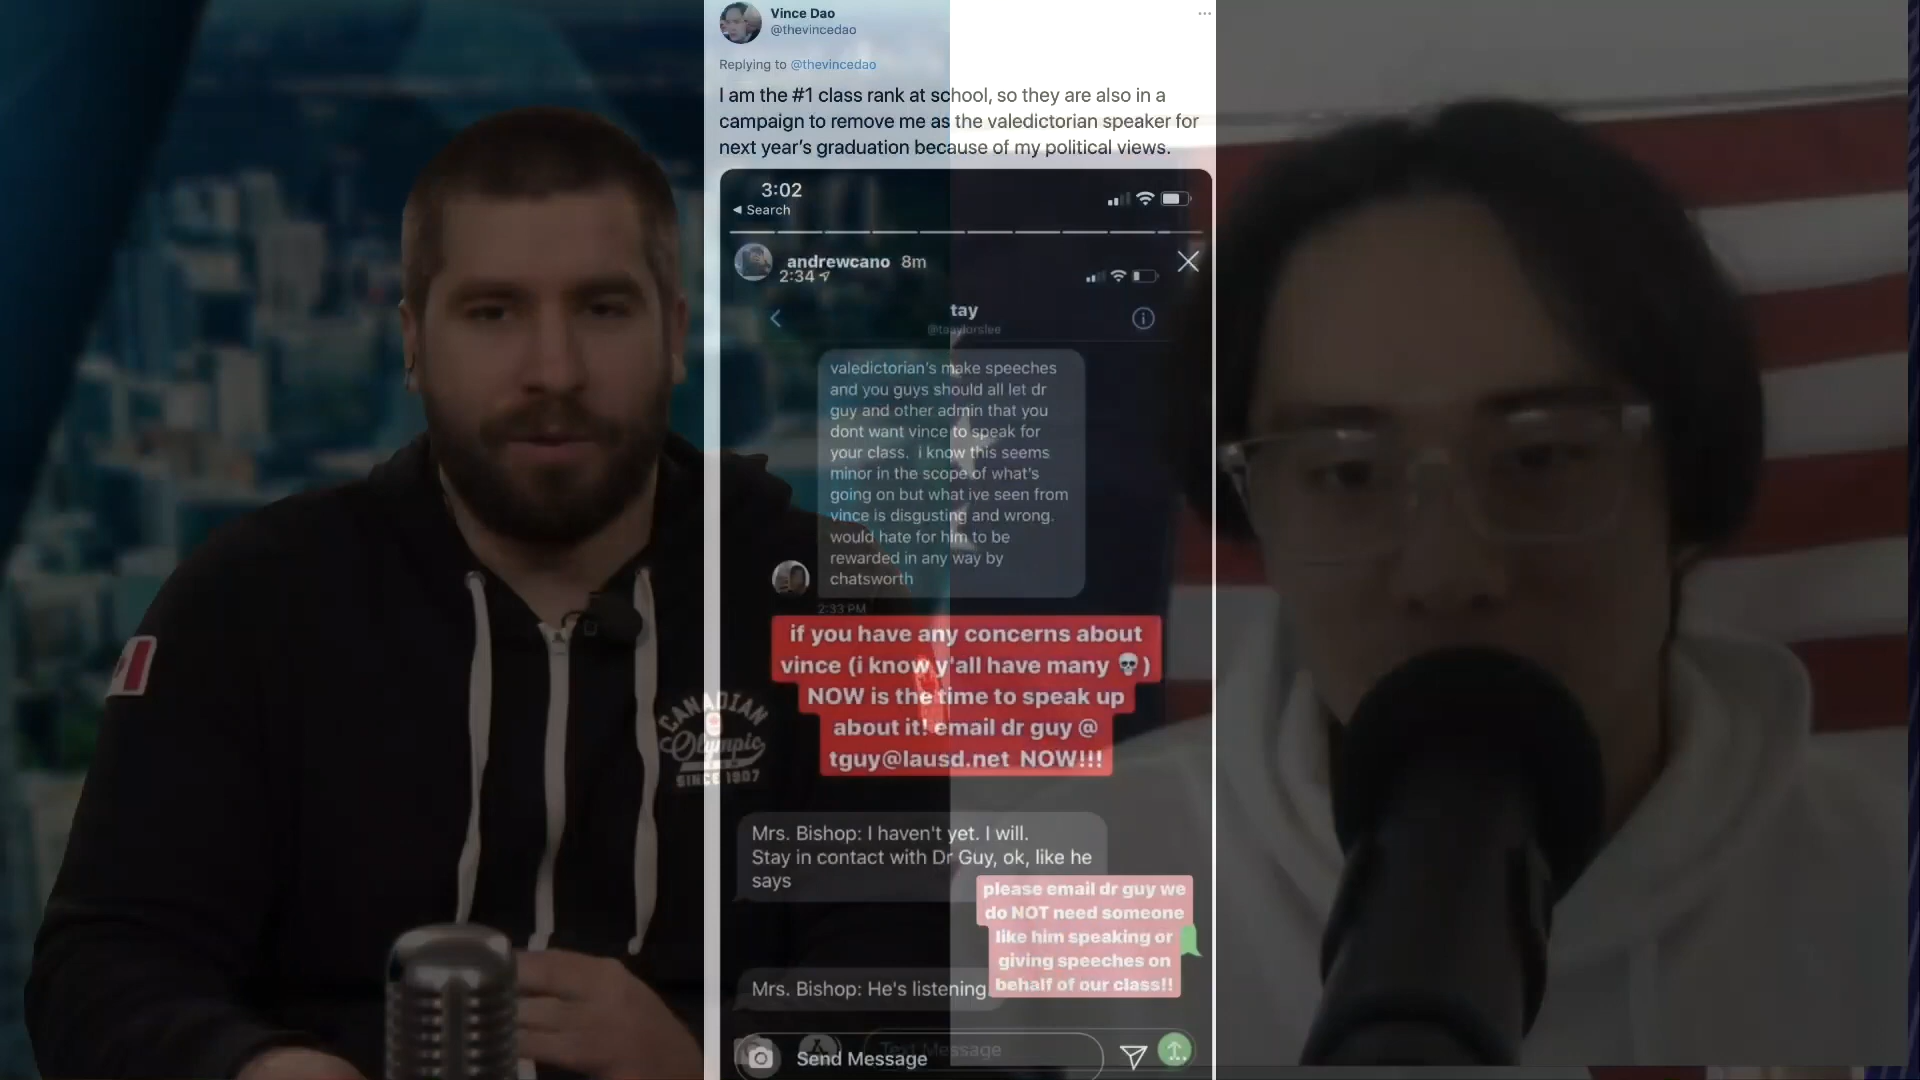 Vince Dao
@thevincedao
Replying to @thevincedao
I am the #1 class rank at school, so they are also in a
campaign to remove me as the valedictorian speaker for
next year's graduation because of my political views.
3:02
Search
andrewcano 8m
2:34
tay
@toaylorslee
valedictorian's make speeches
and you guys should all let dr
guy and other admin that you
dont want vince to speak for
your class. i know this seems
minor in the scope of what's
going on but what ive seen from
vince is disgusting and wrong.
would hate for him to be
rewarded in any way by
chatsworth
2:33 PM
if you have any concerns about
vince (i know y'all have many 💀)
NOW is the time to speak up
about it! email dr guy @
tguy@lausd.net NOW!!!
CANADIAN
Olympic
SINCE 1907
Mrs. Bishop: I haven't yet. I will.
Stay in contact with Dr Guy, ok, like he
says
please email dr guy we
do NOT need someone
like him speaking or
giving speeches on
behalf of our class!!
Mrs. Bishop: He's listening
Text Message
Send Message